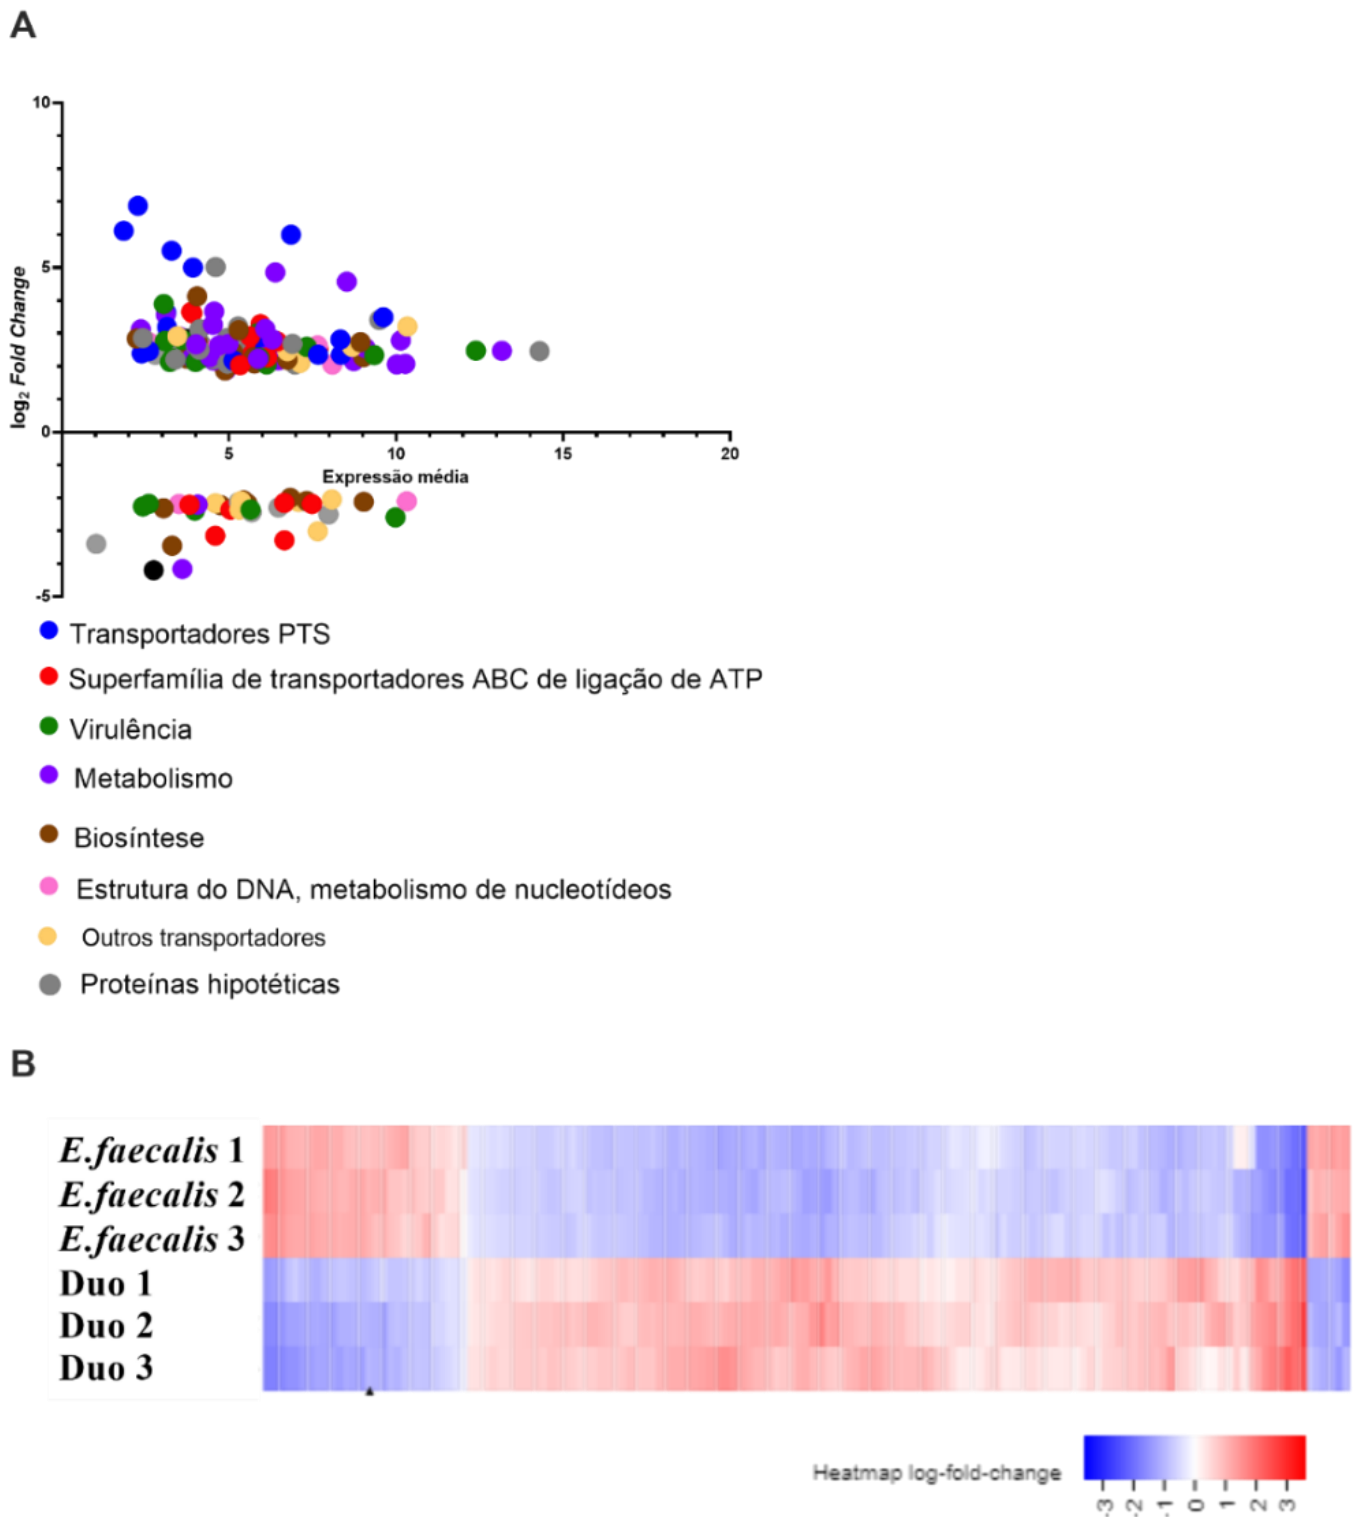 A
10
5
0
-5
log2 Fold Change
5
10
15
20
Expressão média
Transportadores PTS
Superfamília de transportadores ABC de ligação de ATP
Virulência
Metabolismo
Biosíntese
Estrutura do DNA, metabolismo de nucleotídeos
Outros transportadores
Proteínas hipotéticas
B
E.faecalis 1
E.faecalis 2
E.faecalis 3
Duo 1
Duo 2
Duo 3
Heatmap log-fold-change
-3 -2 -1 0 1 2 3